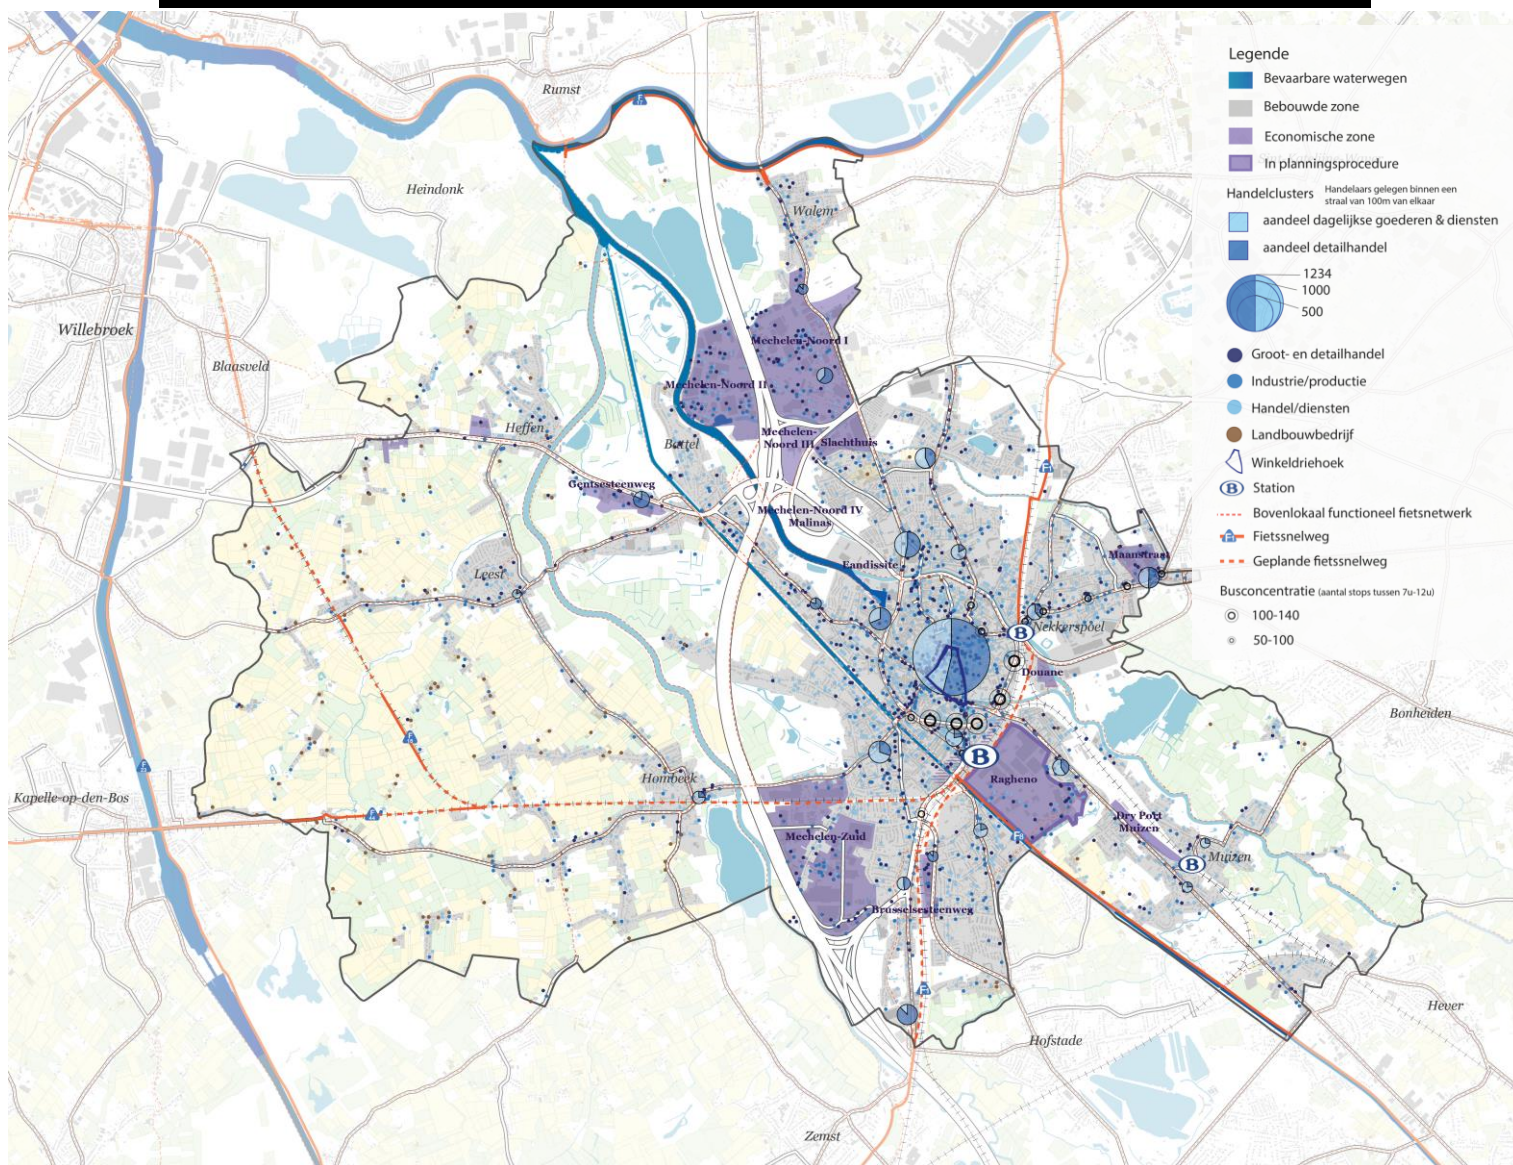 Legende
Bevaarbare waterwegen
Bebouwde zone
Economische zone
In planningsprocedure
Handelclusters
Handelaars gelegen binnen een
straal van 100m van elkaar
aandeel dagelijkse goederen & diensten
aandeel detailhandel
1234
1000
500
Groot- en detailhandel
Industrie/productie
Handel/diensten
Landbouwbedrijf
Winkeldriehoek
B Station
Bovenlokaal functioneel fietsnetwerk
Fietssnelweg
Geplande fietssnelweg
Busconcentratie (aantal stops tussen 7u-12u)
100-140
50-100
Rumst
Heindonk
Walem
Willebroek
Blaasveld
Mechelen-Noord I
Mechelen-Noord II
Heffen
Battel
Mechelen-
Noord III
Slachthuis
Gentsesteenweg
Mechelen-Noord IV
Malinas
F1
Maanstraat
Eandissite
Leest
B
Nekkerspoel
Douane
Bonheiden
B
Ragheno
Hombeek
Kapelle-op-den-Bos
Mechelen-Zuid
Dry Port
Muizen
B
Muizen
Brusselsesteenweg
F1
Hever
Hofstade
Zemst